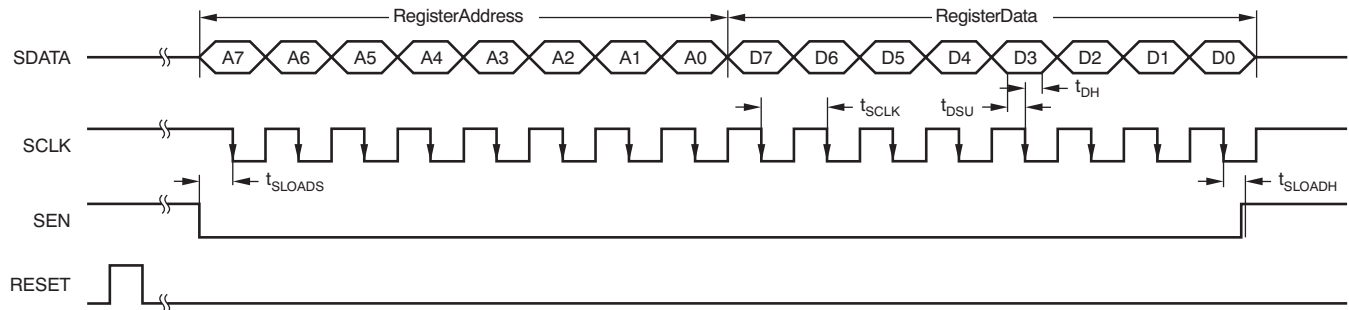 RegisterAddress RegisterData
SDATA A7 A6 A5 A4 A3 A2 A1 A0 D7 D6 D5 D4 D3 D2 D1 D0
tSCLK tDSU tDH
SCLK
tSLOADS tSLOADH
SEN
RESET